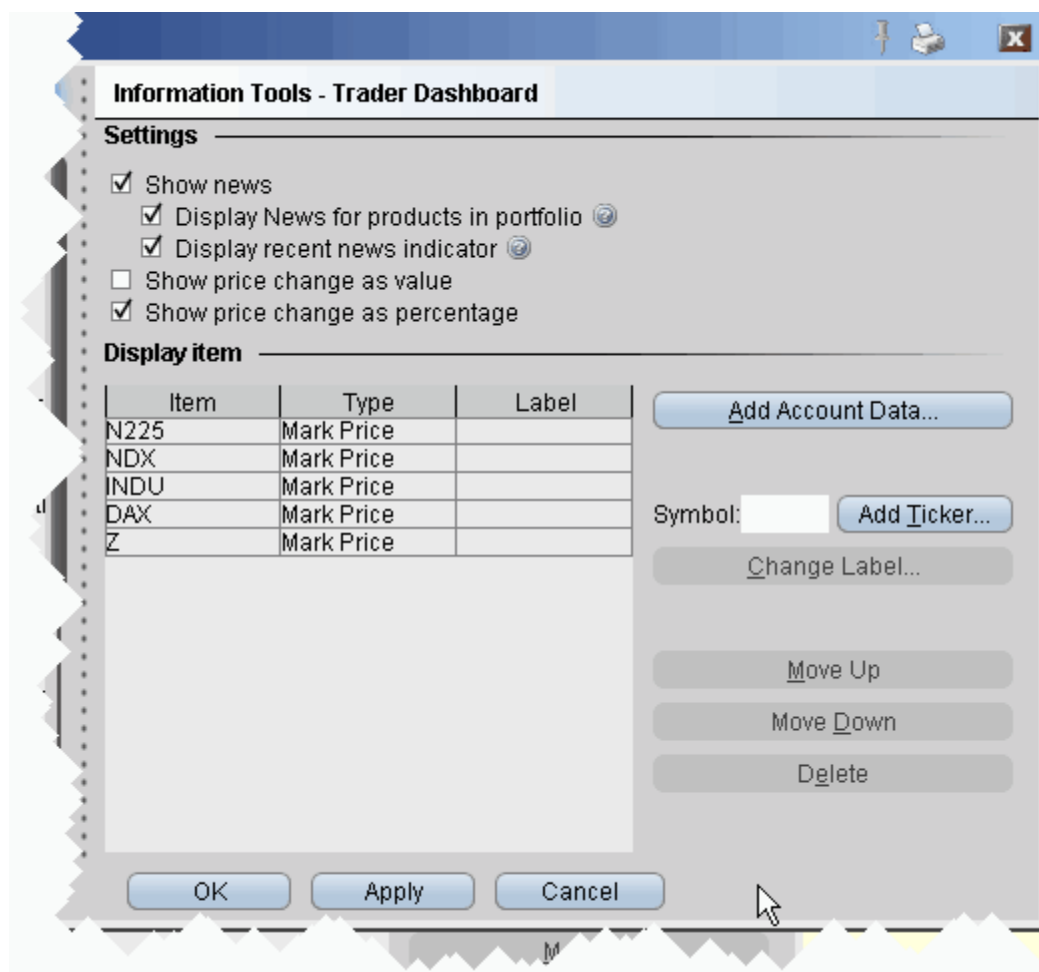 Information Tools - Trader Dashboard
Settings
Show news
Display News for products in portfolio
Display recent news indicator
Show price change as value
Show price change as percentage
Display item
Item Type Label
N225 Mark Price
NDX Mark Price
INDU Mark Price
DAX Mark Price
Z Mark Price
Add Account Data...
Symbol: Add Ticker...
Change Label...
Move Up
Move Down
Delete
OK Apply Cancel